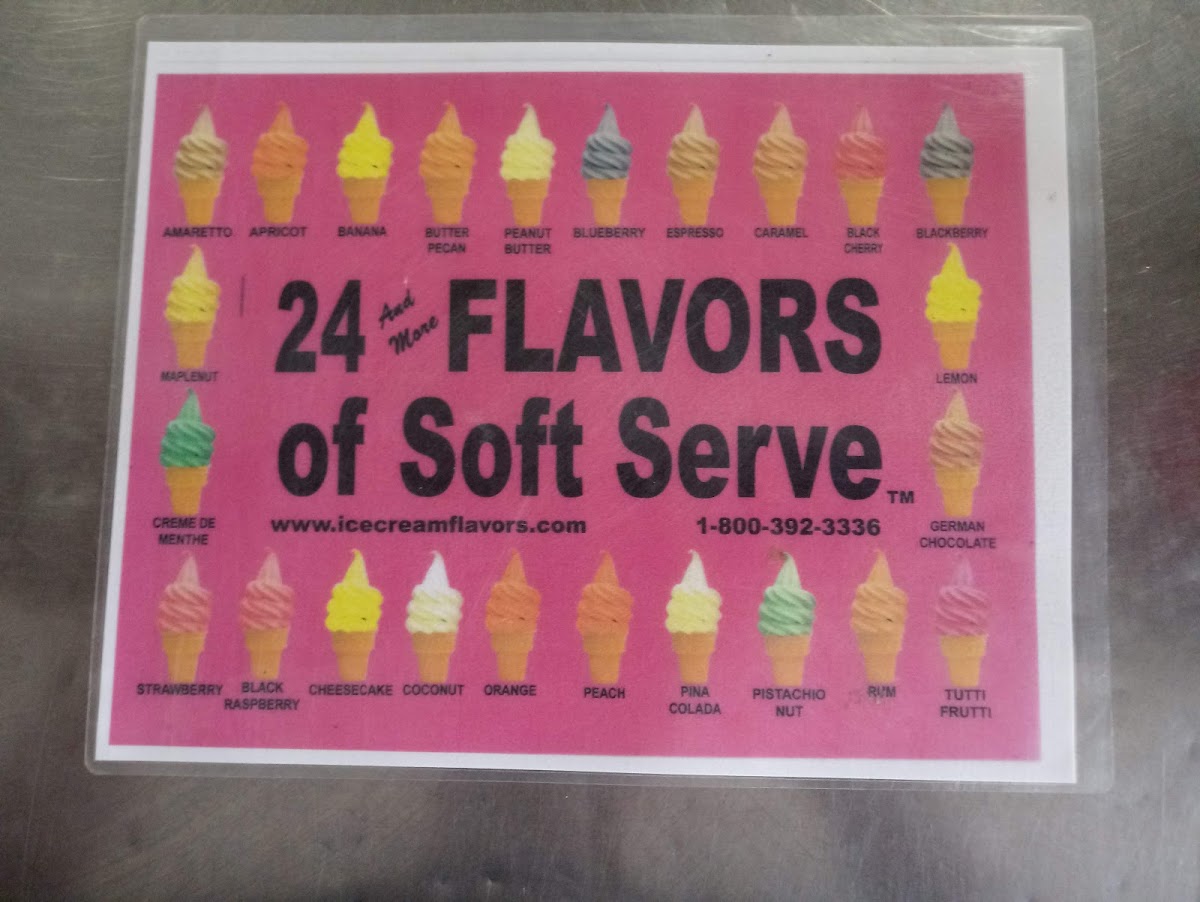 AMARETTO APRICOT BANANA BUTTER PECAN PEANUT BUTTER BLUEBERRY ESPRESSO CARAMEL BLACK CHERRY BLACKBERRY
24 And More FLAVORS
MAPLENUT LEMON
of Soft Serve™
www.icecreamflavors.com 1-800-392-3336
CREME DE MENTHE GERMAN CHOCOLATE
STRAWBERRY BLACK RASPBERRY CHEESECAKE COCONUT ORANGE PEACH PINA COLADA PISTACHIO NUT RUM TUTTI FRUTTI